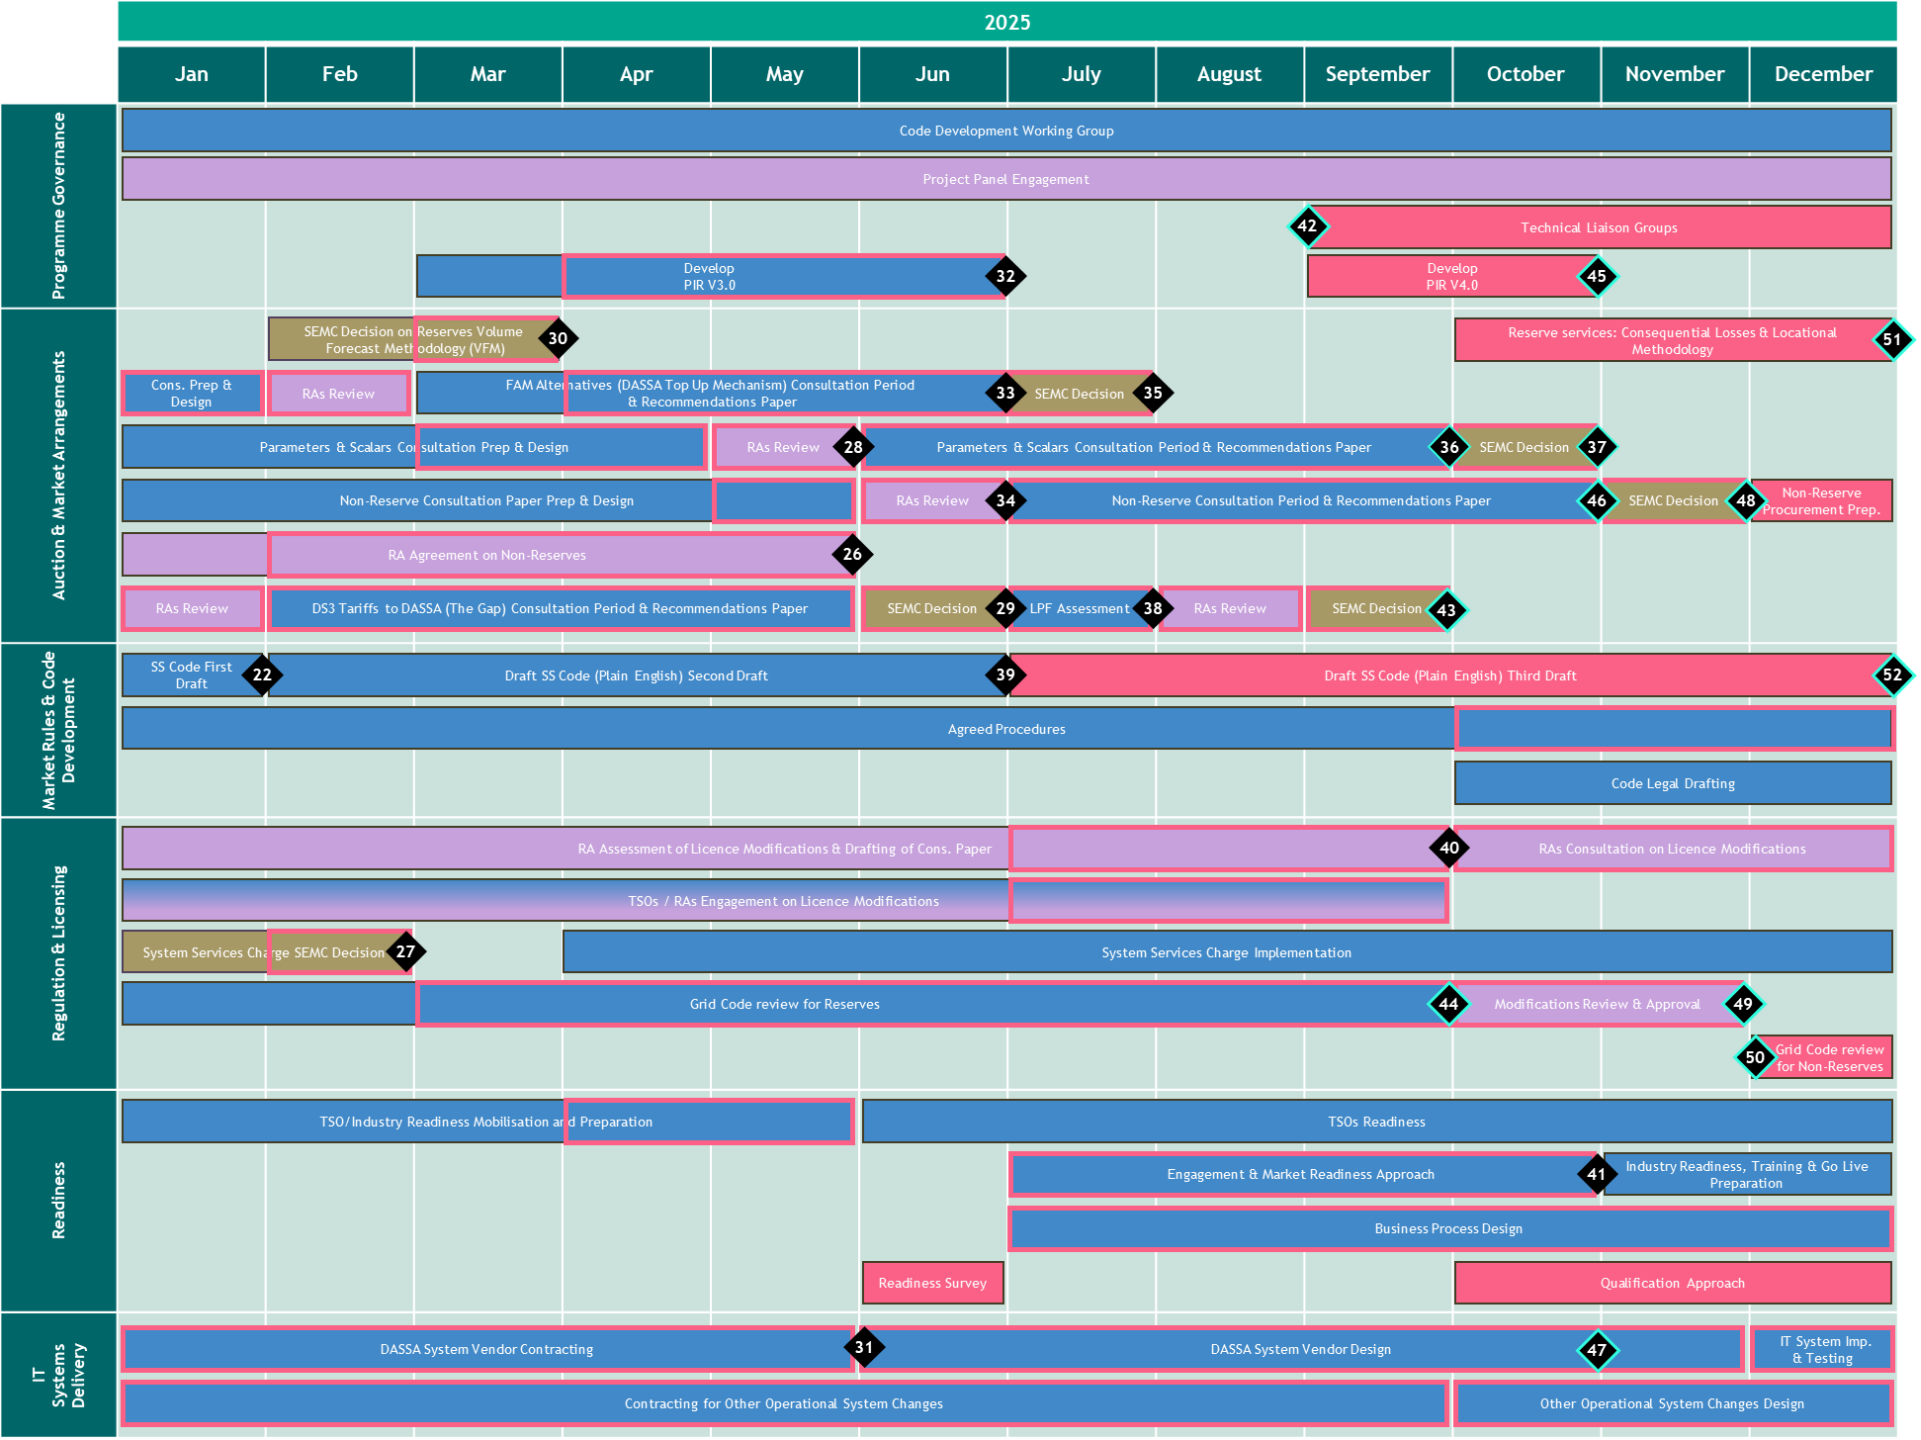 2025
Jan
Feb
Mar
Apr
May
Jun
July
August
September
October
November
December
Programme Governance
Code Development Working Group
Project Panel Engagement
42
Technical Liaison Groups
Develop
PIR V3.0
32
Develop
PIR V4.0
45
Auction & Market Arrangements
SEMC Decision on Reserves Volume
Forecast Methodology (VFM)
30
Reserve services: Consequential Losses & Locational
Methodology
51
Cons. Prep &
Design
RAs Review
FAM Alternatives (DASSA Top Up Mechanism) Consultation Period
& Recommendations Paper
33
SEMC Decision
35
Parameters & Scalars Consultation Prep & Design
RAs Review
28
Parameters & Scalars Consultation Period & Recommendations Paper
36
SEMC Decision
37
Non-Reserve Consultation Paper Prep & Design
RAs Review
34
Non-Reserve Consultation Period & Recommendations Paper
46
SEMC Decision
48
Non-Reserve
Procurement Prep.
RA Agreement on Non-Reserves
26
RAs Review
DS3 Tariffs to DASSA (The Gap) Consultation Period & Recommendations Paper
SEMC Decision
29
LPF Assessment
38
RAs Review
SEMC Decision
43
Market Rules & Code
Development
SS Code First
Draft
22
Draft SS Code (Plain English) Second Draft
39
Draft SS Code (Plain English) Third Draft
52
Agreed Procedures
Code Legal Drafting
Regulation & Licensing
RA Assessment of Licence Modifications & Drafting of Cons. Paper
40
RAs Consultation on Licence Modifications
TSOs / RAs Engagement on Licence Modifications
System Services Charge SEMC Decision
27
System Services Charge Implementation
Grid Code review for Reserves
44
Modifications Review & Approval
49
50
Grid Code review
for Non-Reserves
Readiness
TSO/Industry Readiness Mobilisation and Preparation
TSOs Readiness
Engagement & Market Readiness Approach
41
Industry Readiness, Training & Go Live
Preparation
Business Process Design
Readiness Survey
Qualification Approach
IT
Systems
Delivery
DASSA System Vendor Contracting
31
DASSA System Vendor Design
47
IT System Imp.
& Testing
Contracting for Other Operational System Changes
Other Operational System Changes Design